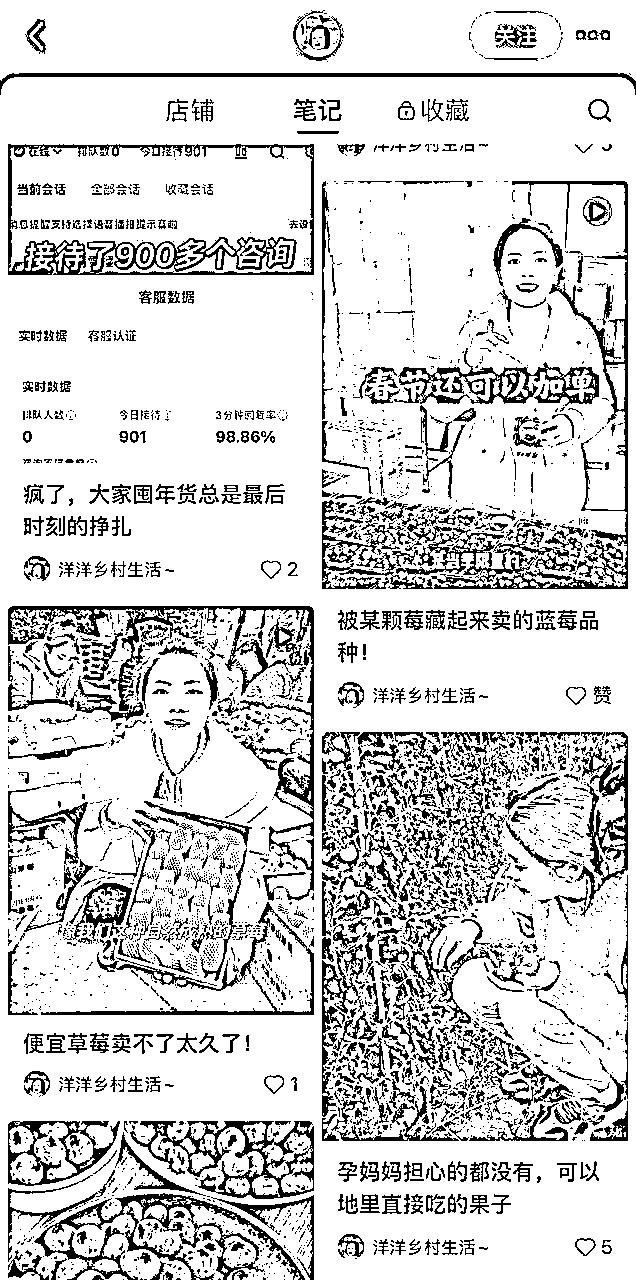 关注
店铺
笔记
收藏
在线
排队数0
今日接待901
当前会话
全部会话
收藏会话
接待了900多个咨询
客服数据
实时数据
客服认证
实时数据
排队人数
今日接待
3分钟回复率
0
901
98.86%
疯了，大家囤年货总是最后
时刻的挣扎
洋洋乡村生活~
2
便宜草莓卖不了太久了！
洋洋乡村生活~
1
洋洋乡村生活~
春节还可以加单
被某颗莓藏起来卖的蓝莓品
种！
洋洋乡村生活~
赞
孕妈妈担心的都没有，可以
地里直接吃的果子
洋洋乡村生活~
5